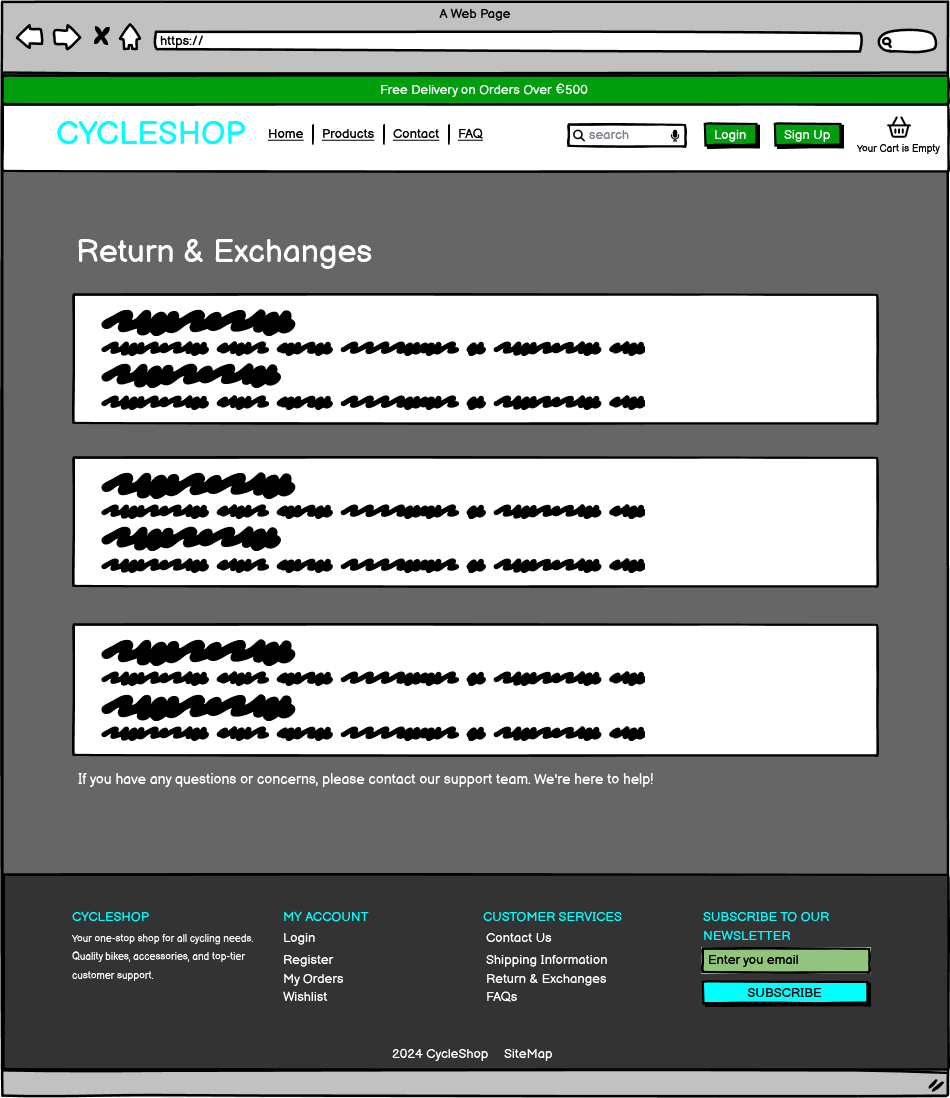 A Web Page
https://
Free Delivery on Orders Over €500
CYCLESHOP
Home Products Contact FAQ
search
Login
Sign Up
Your Cart is Empty
Return & Exchanges
If you have any questions or concerns, please contact our support team. We're here to help!
CYCLESHOP
Your one-stop shop for all cycling needs.
Quality bikes, accessories, and top-tier
customer support.
MY ACCOUNT
Login
Register
My Orders
Wishlist
CUSTOMER SERVICES
Contact Us
Shipping Information
Return & Exchanges
FAQs
SUBSCRIBE TO OUR
NEWSLETTER
Enter you email
SUBSCRIBE
2024 CycleShop SiteMap